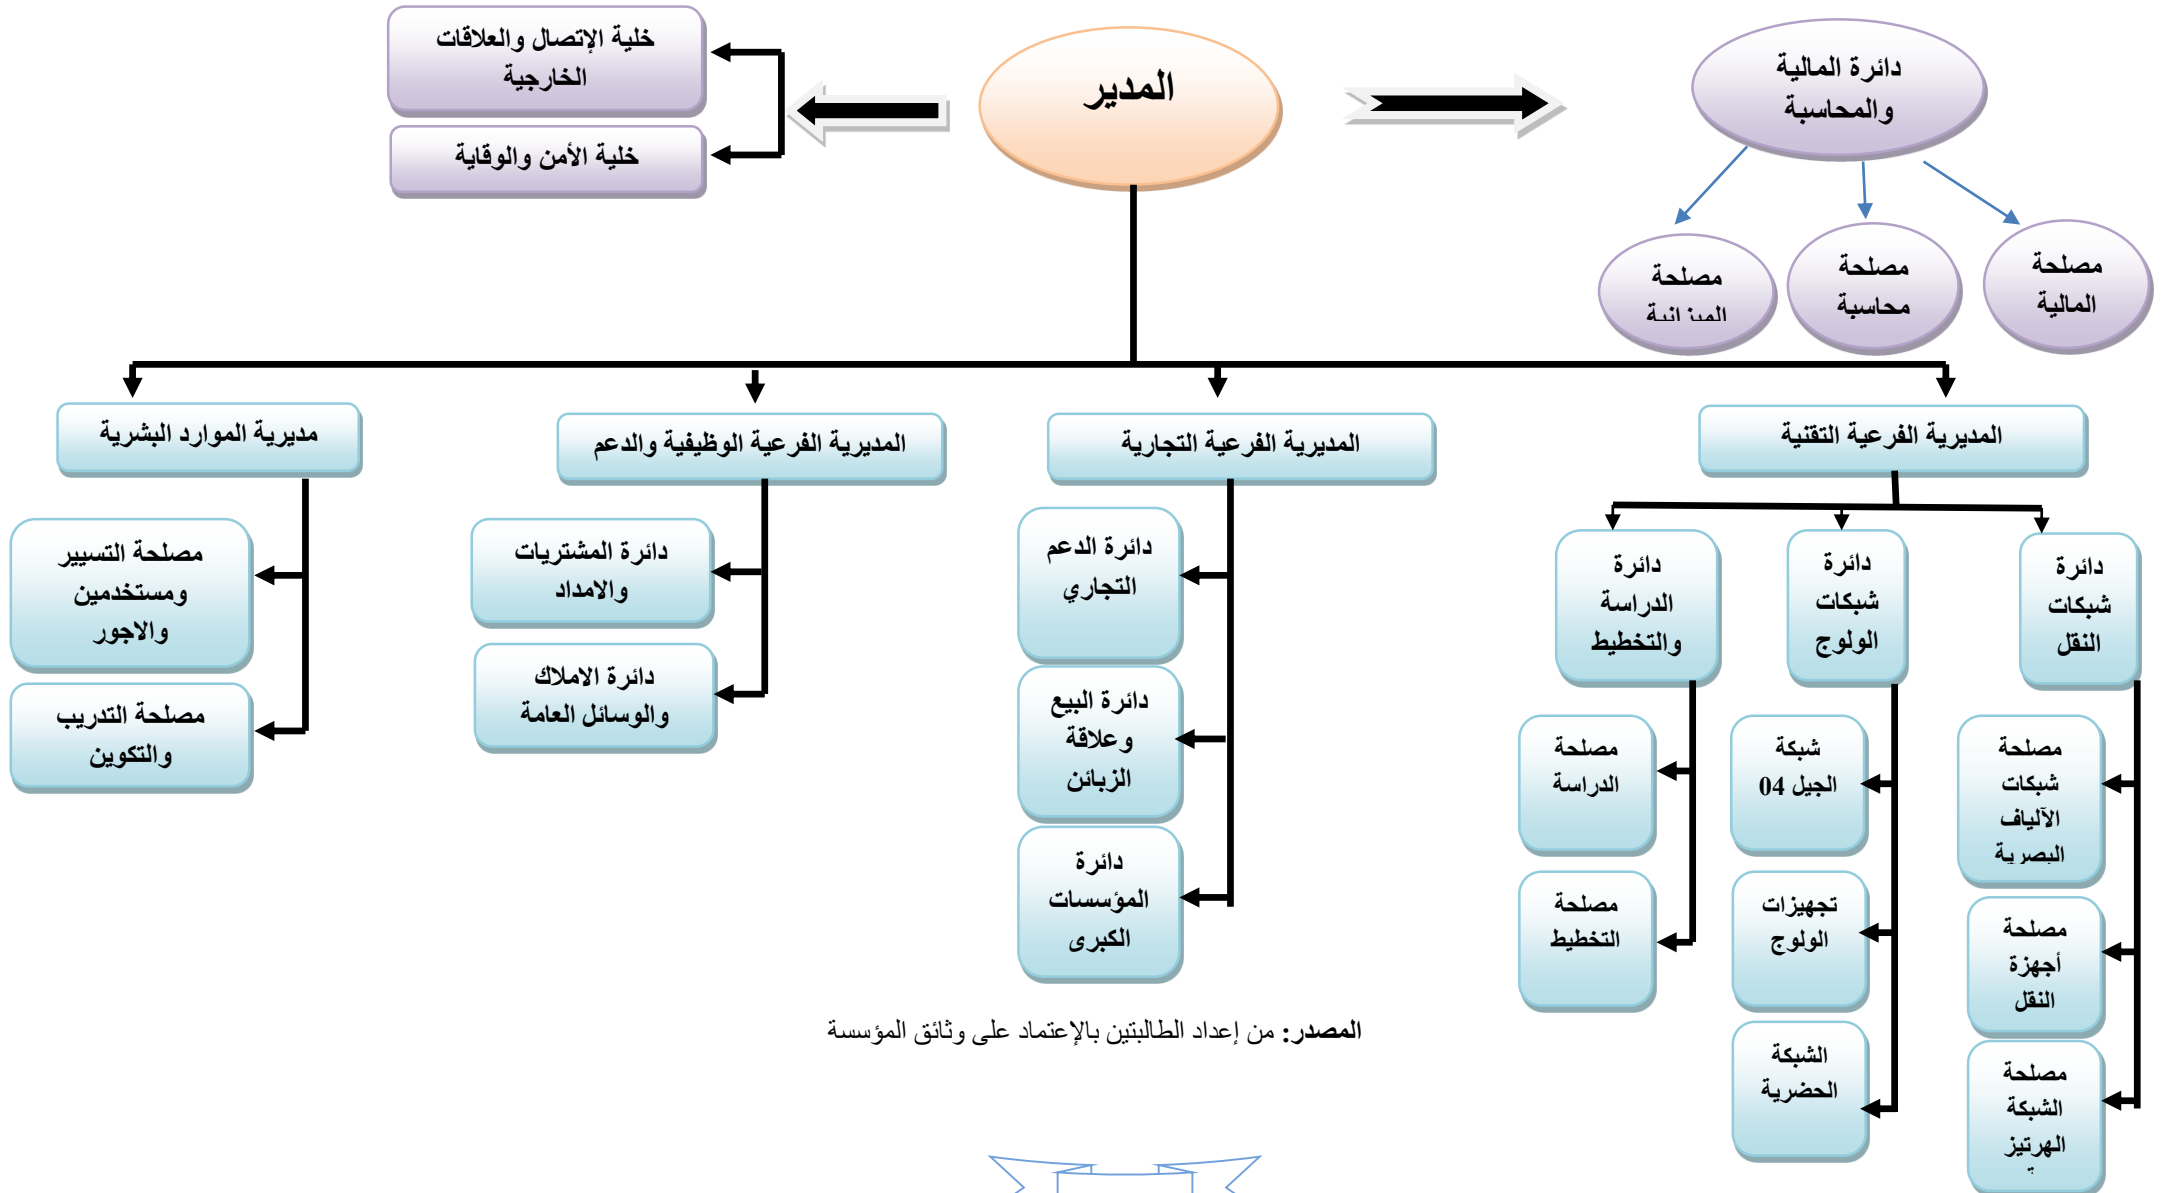 المدير
دائرة المالية
والمحاسبة
خلية الإتصال والعلاقات
الخارجية
خلية الأمن والوقاية
مصلحة
المالية
مصلحة
محاسبة
مصلحة
الميزانية
المديرية الفرعية التقنية
المديرية الفرعية التجارية
المديرية الفرعية الوظيفية والدعم
مديرية الموارد البشرية
دائرة
شبكات
النقل
دائرة
شبكات
الولوج
دائرة
الدراسة
والتخطيط
مصلحة
شبكات
الألياف
البصرية
مصلحة
أجهزة
النقل
مصلحة
الشبكة
الهرتيز
شبكة
الجيل 04
تجهيزات
الولوج
الشبكة
الحضرية
مصلحة
الدراسة
مصلحة
التخطيط
دائرة الدعم
التجاري
دائرة البيع
وعلاقة
الزبائن
دائرة
المؤسسات
الكبرى
دائرة المشتريات
والامداد
دائرة الاملاك
والوسائل العامة
مصلحة التسيير
ومستخدمين
والاجور
مصلحة التدريب
والتكوين
المصدر: من إعداد الطالبتين بالإعتماد على وثائق المؤسسة